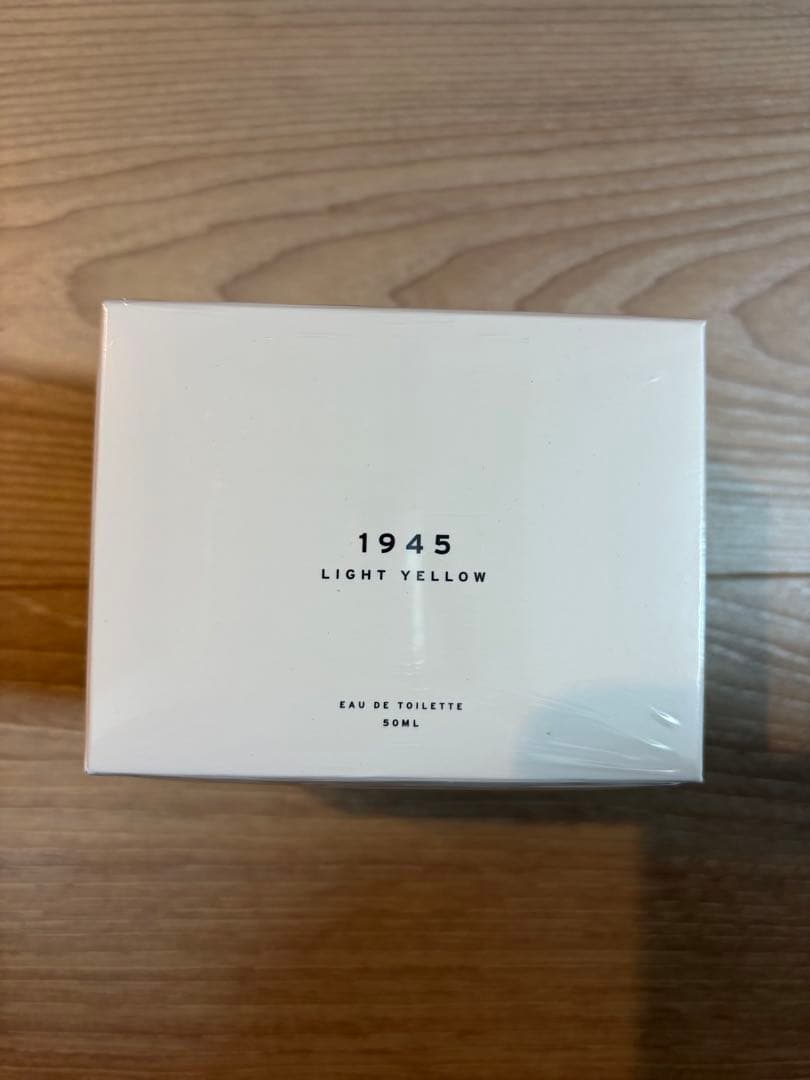 1945
LIGHT YELLOW
EAU DE TOILETTE
50ML